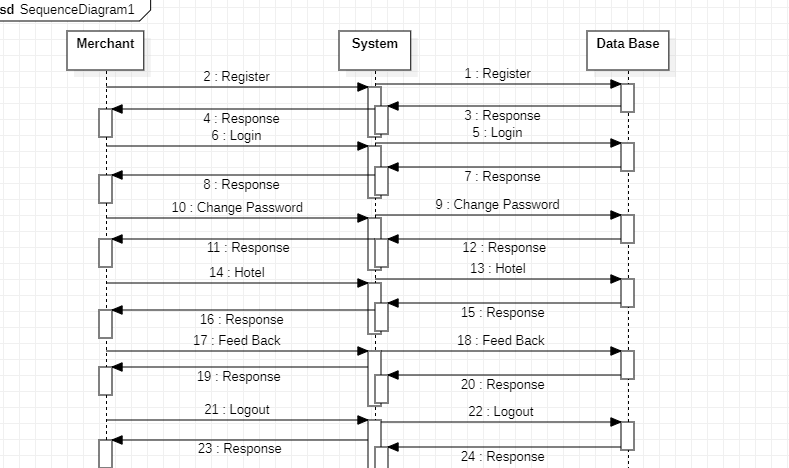 sd SequenceDiagram1
Merchant
System
Data Base
2 : Register
1 : Register
4 : Response
3 : Response
6 : Login
5 : Login
8 : Response
7 : Response
10 : Change Password
9 : Change Password
11 : Response
12 : Response
14 : Hotel
13 : Hotel
16 : Response
15 : Response
17 : Feed Back
18 : Feed Back
19 : Response
20 : Response
21 : Logout
22 : Logout
23 : Response
24 : Response